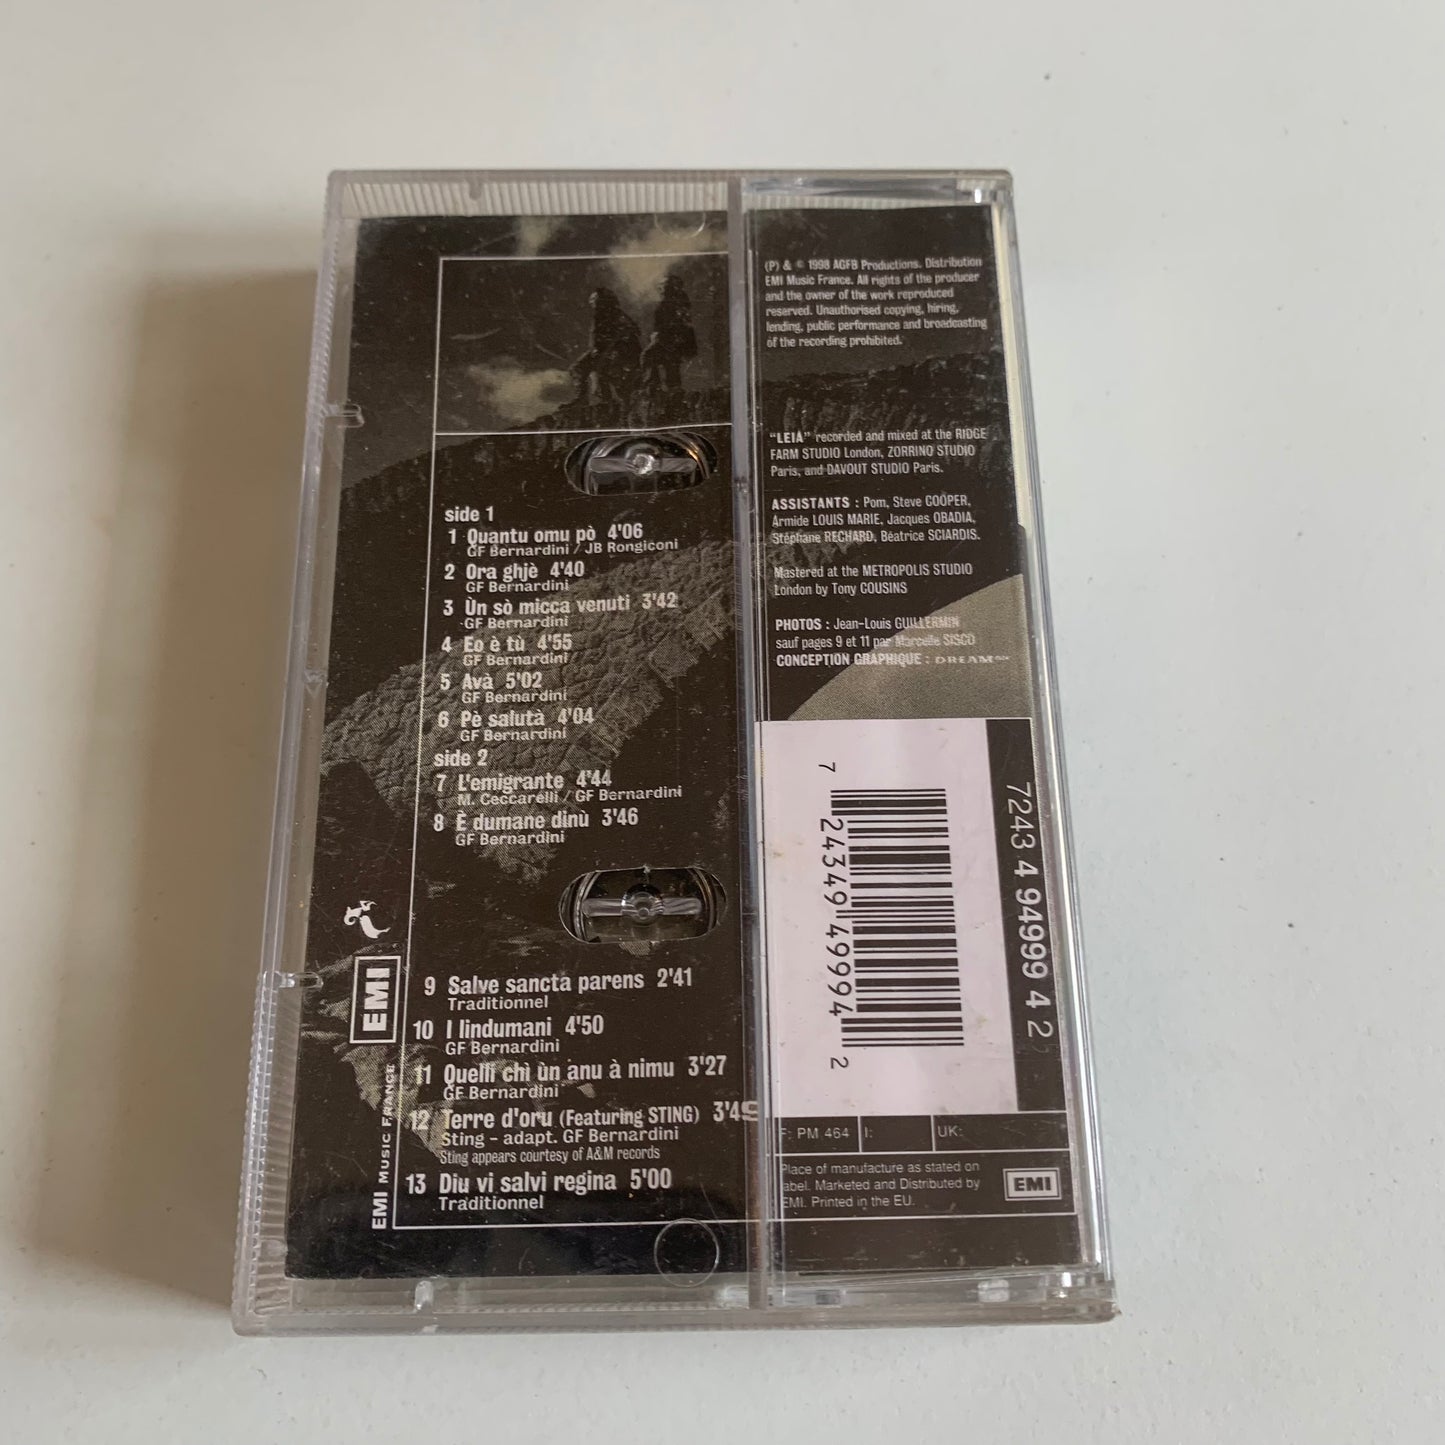 side 1
1 Quantu omu pò 4'06
GF Bernardini / JB Rongiconi
2 Ora ghjè 4'40
GF Bernardini
3 Ùn sò micca venuti 3'42
GF Bernardini
4 Eo è tù 4'55
GF Bernardini
5 Avà 5'02
GF Bernardini
6 Pè salutà 4'04
GF Bernardini
side 2
7 L'emigrante 4'44
M. Ceccarelli / GF Bernardini
8 È dumane dinù 3'46
GF Bernardini
9 Salve sancta parens 2'41
Traditionnel
10 I lindumani 4'50
GF Bernardini
11 Quelli chì ùn anu à nimu 3'27
GF Bernardini
12 Terre d'oru (Featuring STING) 3'49
Sting - adapt. GF Bernardini
Sting appears courtesy of A&M records
13 Diu vi salvi regina 5'00
Traditionnel
EMI
EMI MUSIC FRANCE
(P) & © 1998 AGFB Productions. Distribution
EMI Music France. All rights of the producer
and the owner of the work reproduced
reserved. Unauthorised copying, hiring,
lending, public performance and broadcasting
of the recording prohibited.
"LEIA" recorded and mixed at the RIDGE
FARM STUDIO London, ZORRINO STUDIO
Paris, and DAVOUT STUDIO Paris.
ASSISTANTS : Pom, Steve COOPER,
Armide LOUIS MARIE, Jacques OBADIA,
Stéphane RECHARD, Béatrice SCIARDIS.
Mastered at the METROPOLIS STUDIO
London by Tony COUSINS
PHOTOS : Jean-Louis GUILLERMIN
sauf pages 9 et 11 par Marcelle SISCO
CONCEPTION GRAPHIQUE : DREAM
7 24349 49994 2
7243 4 94999 4 2
F: PM 464 I: UK:
Place of manufacture as stated on
label. Marketed and Distributed by
EMI. Printed in the EU.
EMI